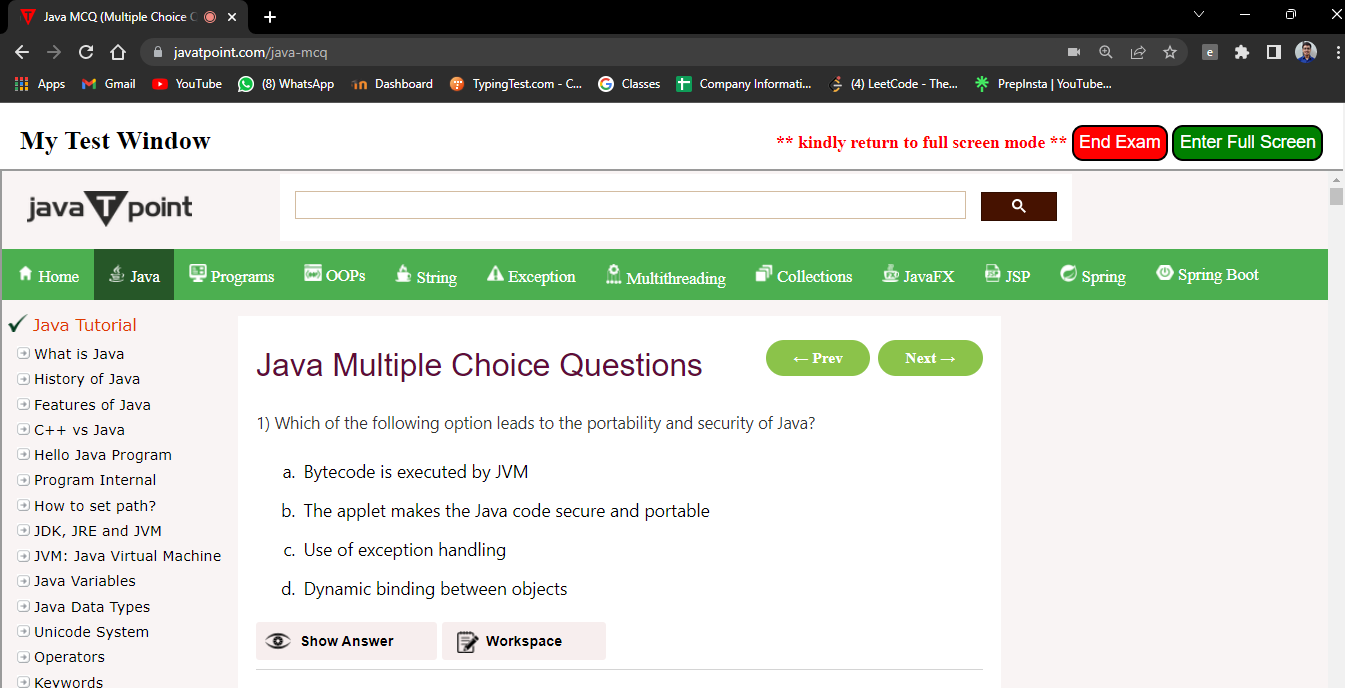 Java MCQ (Multiple Choice C
javatpoint.com/java-mcq
e
Apps Gmail YouTube (8) WhatsApp Dashboard TypingTest.com - C... Classes Company Informati... (4) LeetCode - The... PrepInsta | YouTube...
My Test Window
** kindly return to full screen mode ** End Exam Enter Full Screen
javaTpoint
Home Java Programs OOPs String Exception Multithreading Collections JavaFX JSP Spring Spring Boot
Java Tutorial
What is Java
History of Java
Features of Java
C++ vs Java
Hello Java Program
Program Internal
How to set path?
JDK, JRE and JVM
JVM: Java Virtual Machine
Java Variables
Java Data Types
Unicode System
Operators
Keywords
Java Multiple Choice Questions
← Prev Next →
1) Which of the following option leads to the portability and security of Java?
a. Bytecode is executed by JVM
b. The applet makes the Java code secure and portable
c. Use of exception handling
d. Dynamic binding between objects
Show Answer Workspace